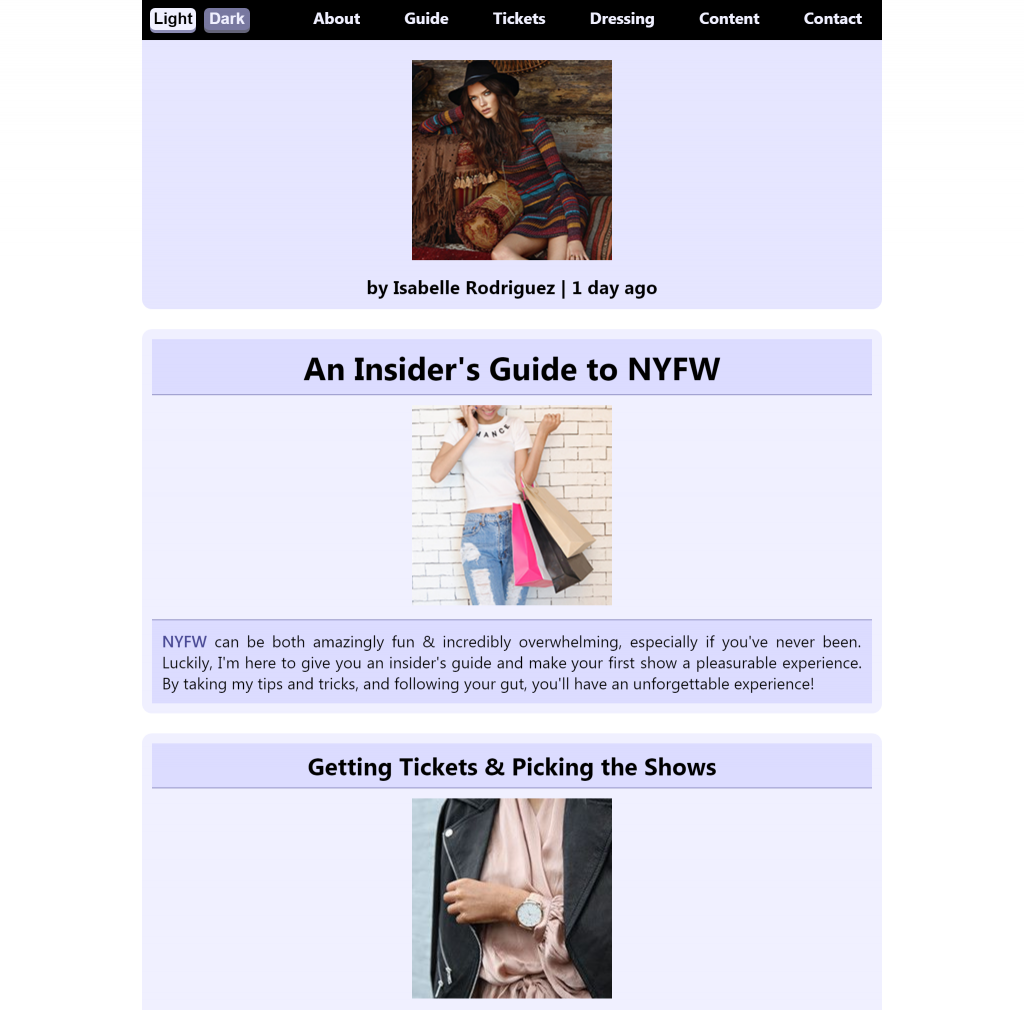 Light Dark About Guide Tickets Dressing Content Contact
by Isabelle Rodriguez | 1 day ago
An Insider's Guide to NYFW
MANCE
NYFW can be both amazingly fun & incredibly overwhelming, especially if you've never been.
Luckily, I'm here to give you an insider's guide and make your first show a pleasurable experience.
By taking my tips and tricks, and following your gut, you'll have an unforgettable experience!
Getting Tickets & Picking the Shows